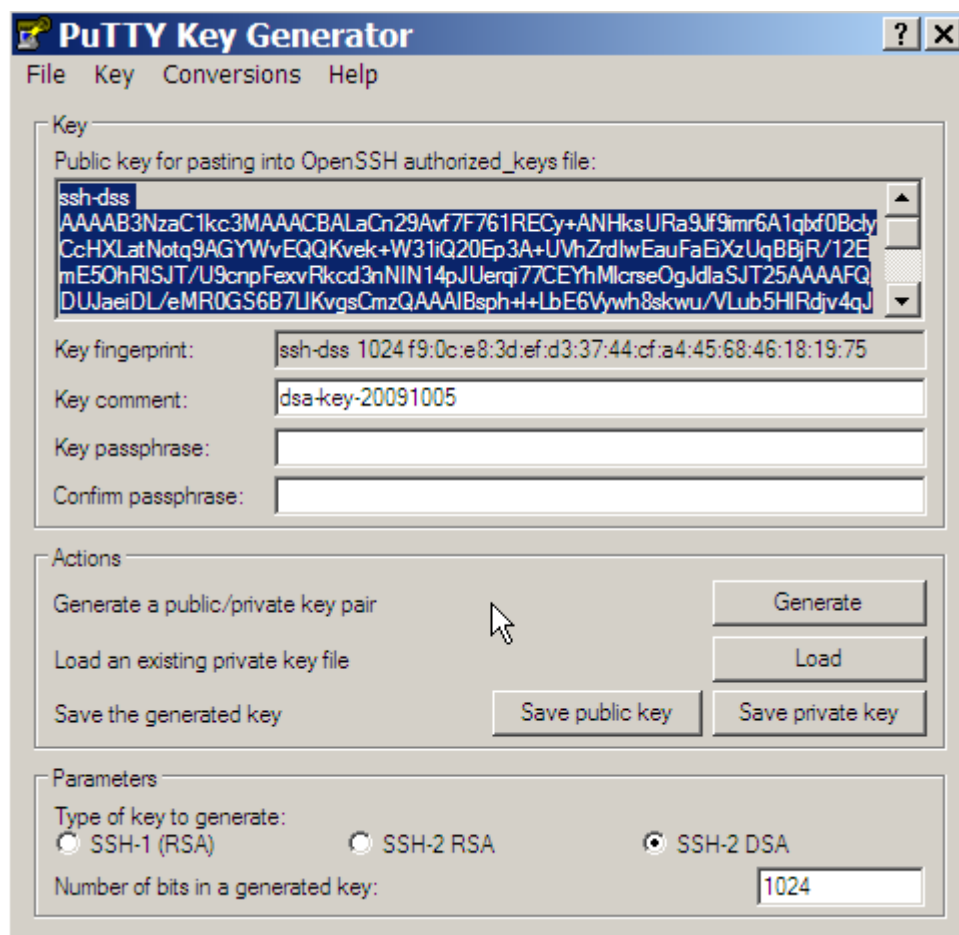 PuTTY Key Generator
File Key Conversions Help
Key
Public key for pasting into OpenSSH authorized_keys file:
ssh-dss
AAAAB3NzaC1kc3MAAACBALaCn29Avf7F761RECy+ANHksURa9Jf9imr6A1qlxf0Bcly
CcHXLatNotq9AGYWvEQQKvek+W31iQ20Ep3A+UVhZrdIwEauFaEiXzUqBBjR/12E
mE5OhRISJT/U9cnpFexvRkcd3nNIN14pJUerqi77CEYhMlcrseOgJdlaSJT25AAAAFQ
DUJaeiDL/eMR0GS6B7LlKvgsCmzQAAAIBsph+l+LbE6Vywh8skwu/VLub5HIRdjv4qJ
Key fingerprint: ssh-dss 1024 f9:0c:e8:3d:ef:d3:37:44:cf:a4:45:68:46:18:19:75
Key comment: dsa-key-20091005
Key passphrase:
Confirm passphrase:
Actions
Generate a public/private key pair Generate
Load an existing private key file Load
Save the generated key Save public key Save private key
Parameters
Type of key to generate:
SSH-1 (RSA) SSH-2 RSA SSH-2 DSA
Number of bits in a generated key: 1024